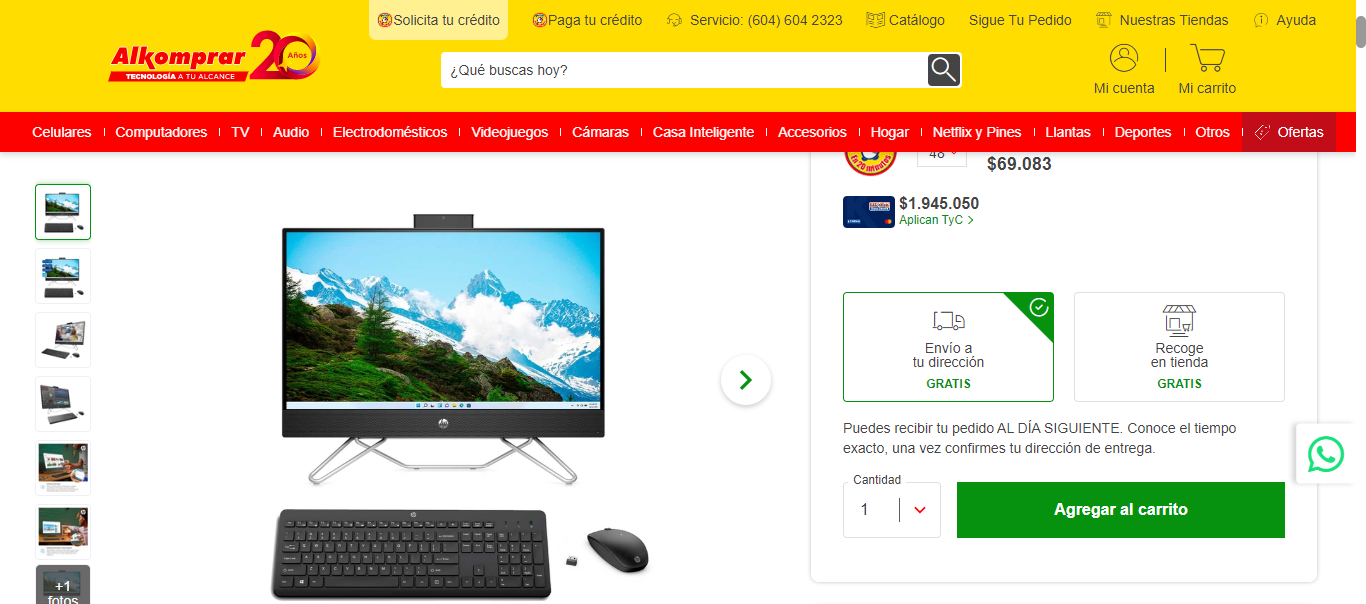 Solicita tu crédito
Paga tu crédito
Servicio: (604) 604 2323
Catálogo
Sigue Tu Pedido
Nuestras Tiendas
Ayuda
Alkomprar 20 Años
TECNOLOGÍA A TU ALCANCE
¿Qué buscas hoy?
Mi cuenta
Mi carrito
Celulares
Computadores
TV
Audio
Electrodomésticos
Videojuegos
Cámaras
Casa Inteligente
Accesorios
Hogar
Netflix y Pines
Llantas
Deportes
Otros
Ofertas
En 20 minutos
48
$69.083
$1.945.050
Aplican TyC >
Envío a
tu dirección
GRATIS
Recoge
en tienda
GRATIS
Puedes recibir tu pedido AL DÍA SIGUIENTE. Conoce el tiempo
exacto, una vez confirmes tu dirección de entrega.
Cantidad
1
Agregar al carrito
hp
+1
fotos